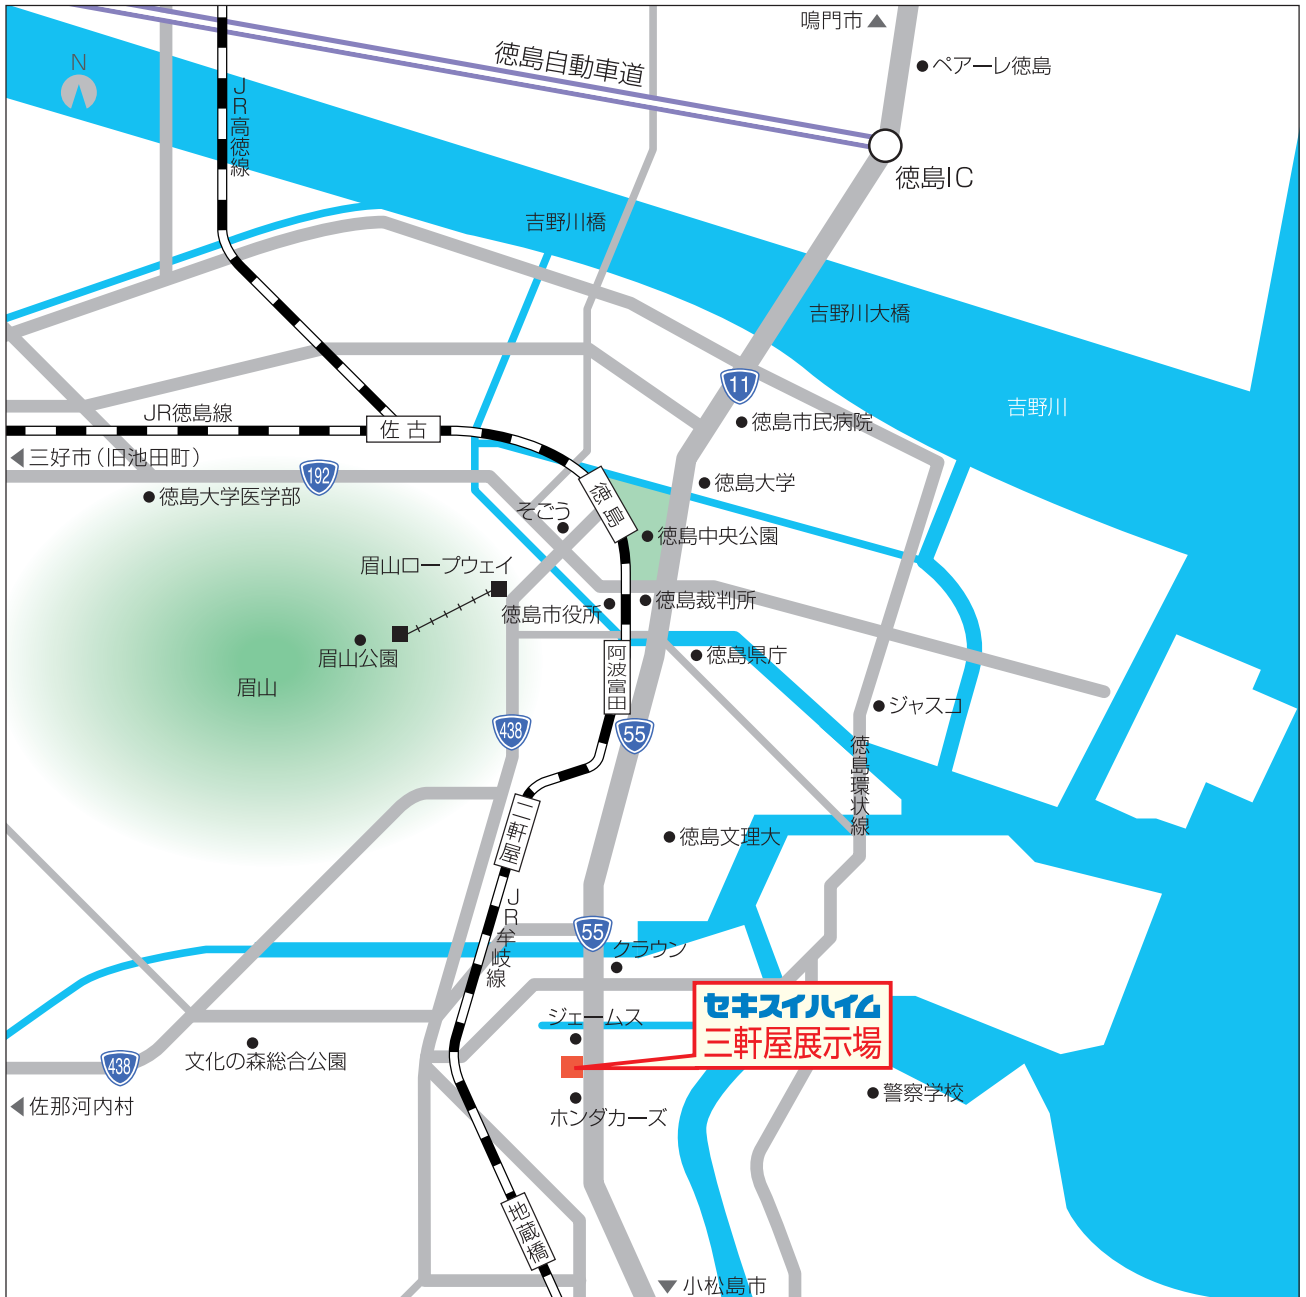 鳴門市
ペアーレ徳島
徳島自動車道
N
JR高徳線
徳島IC
吉野川橋
吉野川大橋
11
吉野川
JR徳島線
佐古
徳島市民病院
三好市（旧池田町）
192
徳島大学医学部
徳島大学
そごう
徳島
徳島中央公園
眉山ロープウェイ
徳島市役所
徳島裁判所
眉山公園
眉山
阿波富田
徳島県庁
ジャスコ
438
55
徳島環状線
二軒屋
徳島文理大
JR牟岐線
55
クラウン
セキスイハイム
三軒屋展示場
ジェームス
文化の森総合公園
438
佐那河内村
ホンダカーズ
警察学校
地蔵橋
小松島市